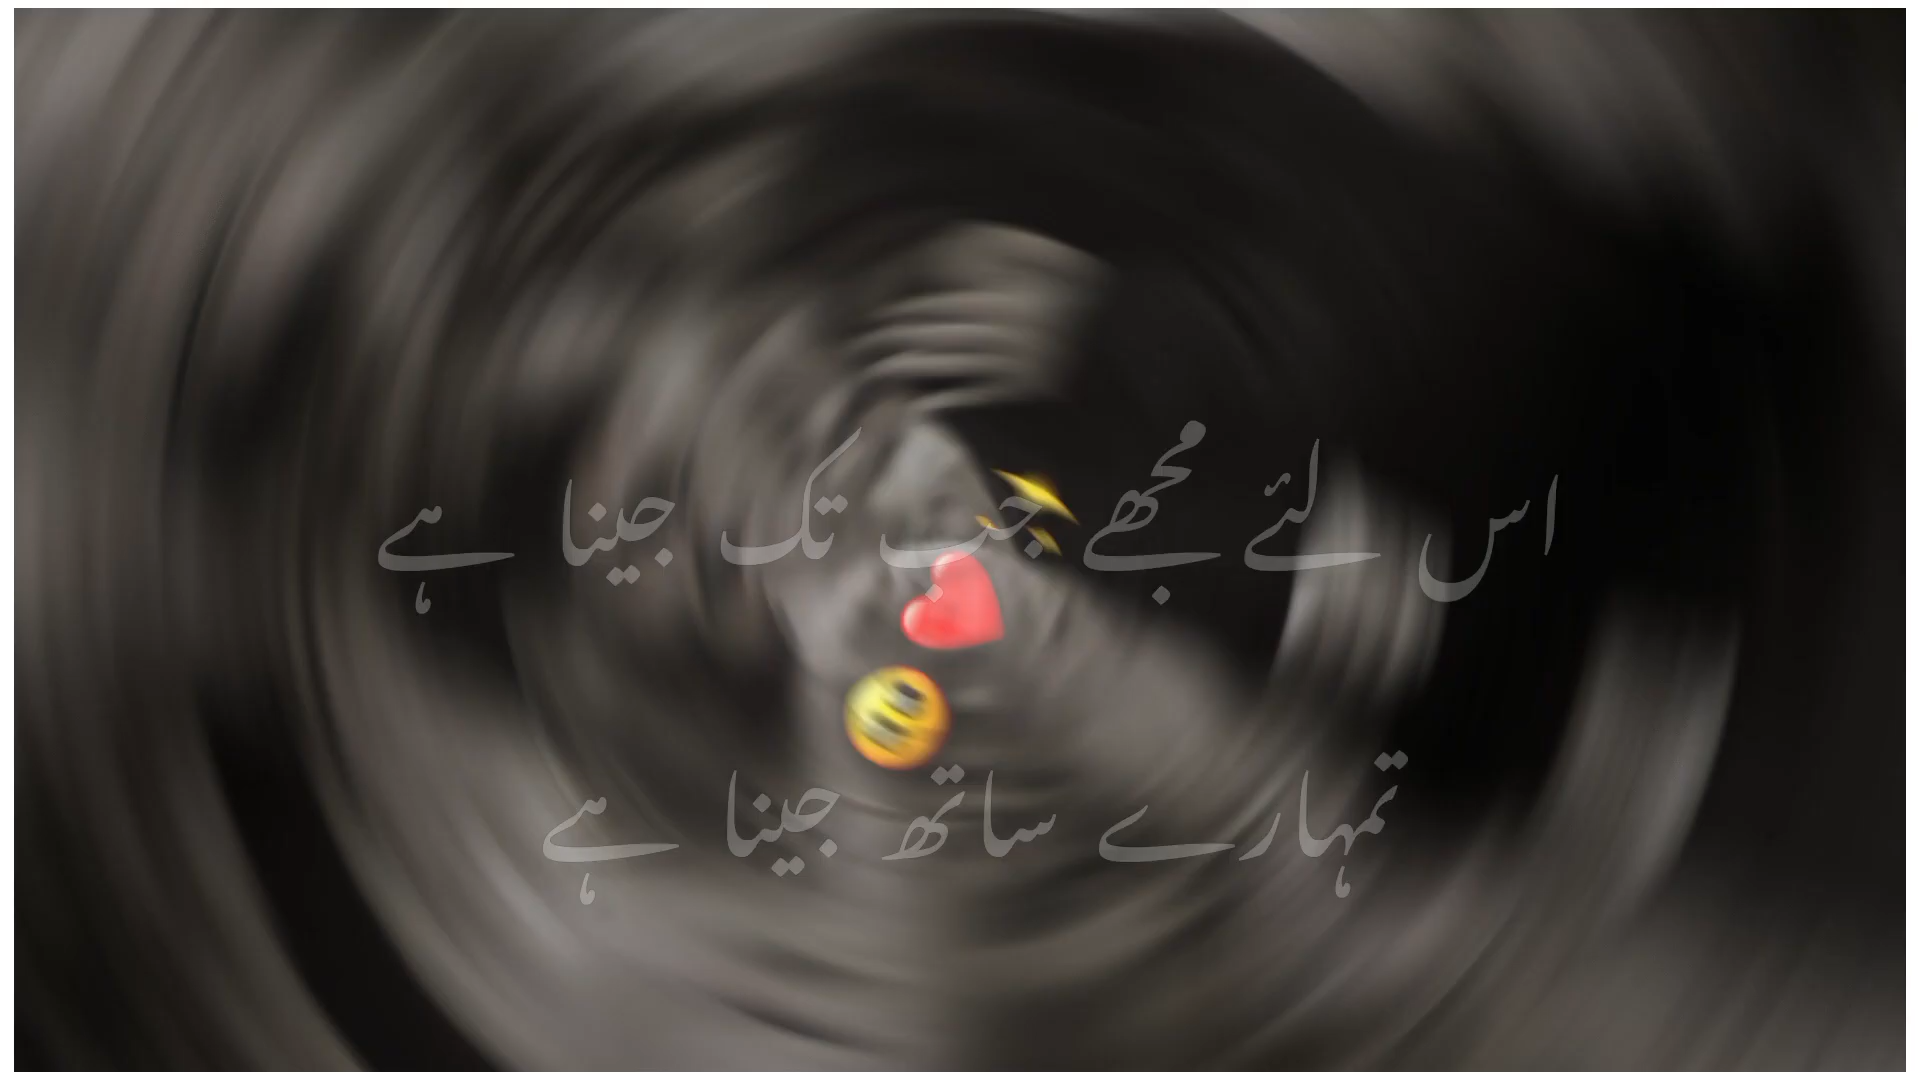 اس لئے مجھے جب تک جینا ہے
تمہارے ساتھ جینا ہے